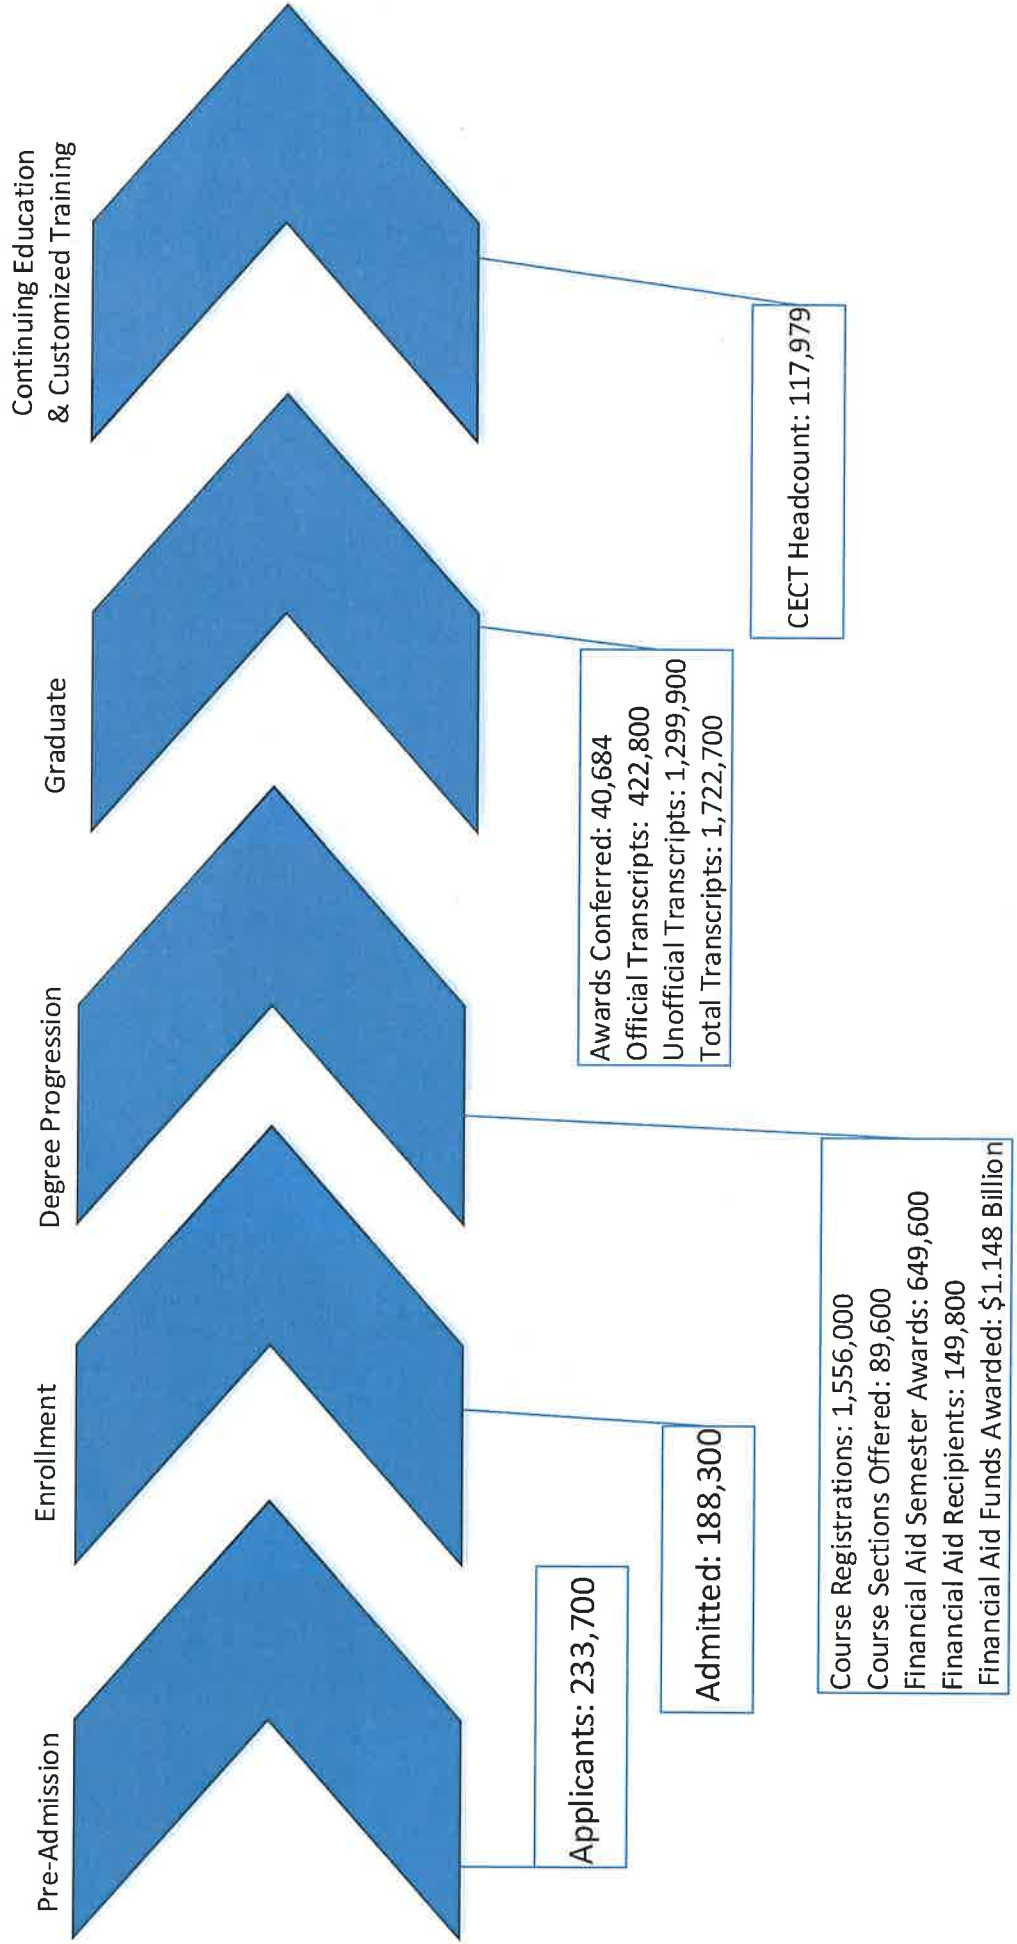 Pre-Admission
Enrollment
Degree Progression
Graduate
Continuing Education
& Customized Training
Applicants: 233,700
Admitted: 188,300
Course Registrations: 1,556,000
Course Sections Offered: 89,600
Financial Aid Semester Awards: 649,600
Financial Aid Recipients: 149,800
Financial Aid Funds Awarded: $1.148 Billion
Awards Conferred: 40,684
Official Transcripts: 422,800
Unofficial Transcripts: 1,299,900
Total Transcripts: 1,722,700
CECT Headcount: 117,979